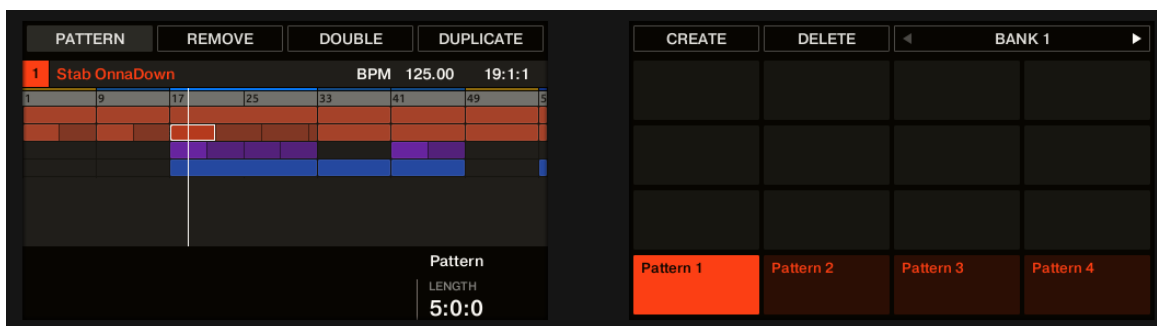 PATTERN REMOVE DOUBLE DUPLICATE
1 Stab OnnaDown BPM 125.00 19:1:1
1 9 17 25 33 41 49 5
Pattern
LENGTH
5:0:0
CREATE DELETE BANK 1
Pattern 1 Pattern 2 Pattern 3 Pattern 4